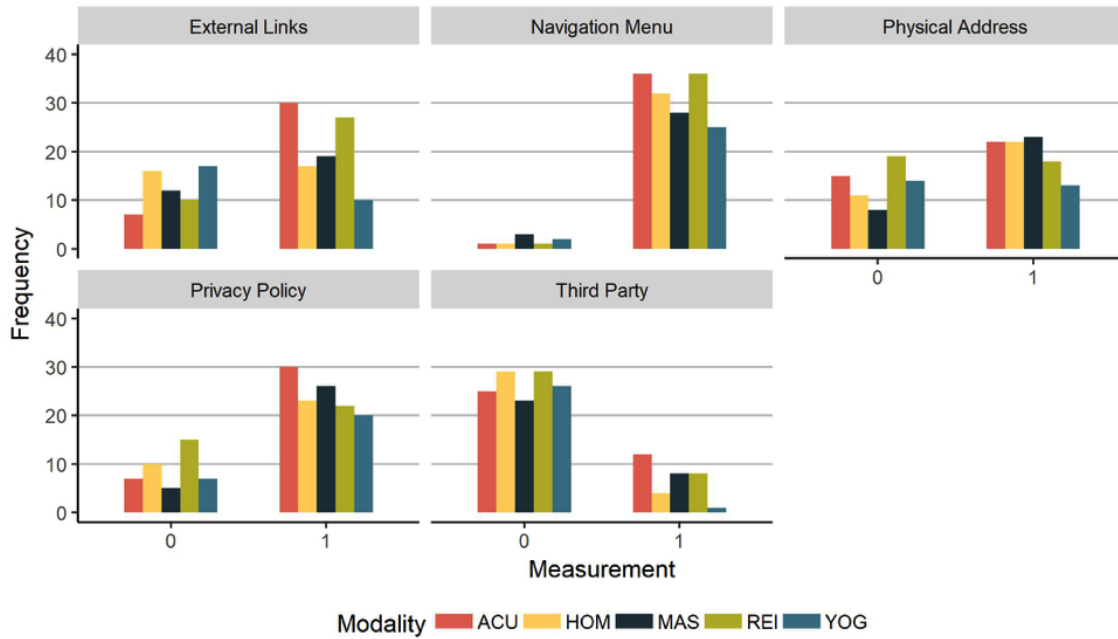 External Links Navigation Menu Physical Address
40
30
20
10
0
0 1
Frequency
Privacy Policy Third Party
40
30
20
10
0
0 1 0 1
Measurement
Modality ACU HOM MAS REI YOG